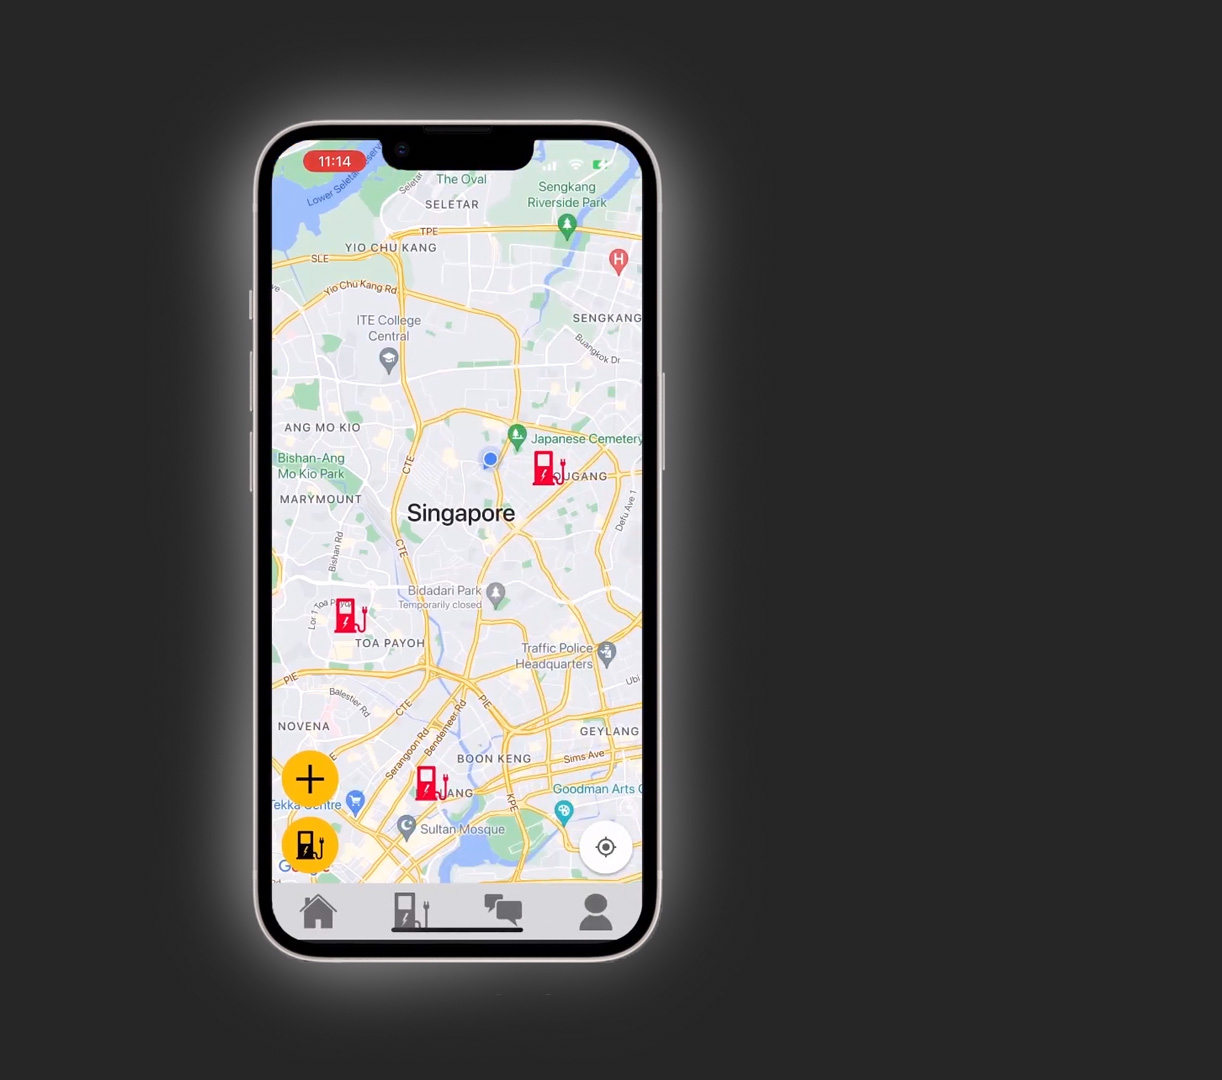 11:14
Lower Seletar Reserv
Seletar
The Oval
SELETAR
Sengkang
Riverside Park
TPE
YIO CHU KANG
SLE
H
Yio Chu Kang Rd
ITE College
Central
SENGKANG
Buangkok Dr
ANG MO KIO
Japanese Cemetery
Bishan-Ang
Mo Kio Park
CTE
OUGANG
MARYMOUNT
Defu Ave 1
Singapore
Bishan Rd
CTE
Bidadari Park
Temporarily closed
Lor 1 Toa Payoh
TOA PAYOH
Traffic Police
Headquarters
PIE
Ubi
Balestier Rd
CTE
PIE
NOVENA
Serangoon Rd
Bendemeer Rd
GEYLANG
BOON KENG
Sims Ave
Tekka Centre
ANG
KPE
Goodman Arts C
Sultan Mosque
Google